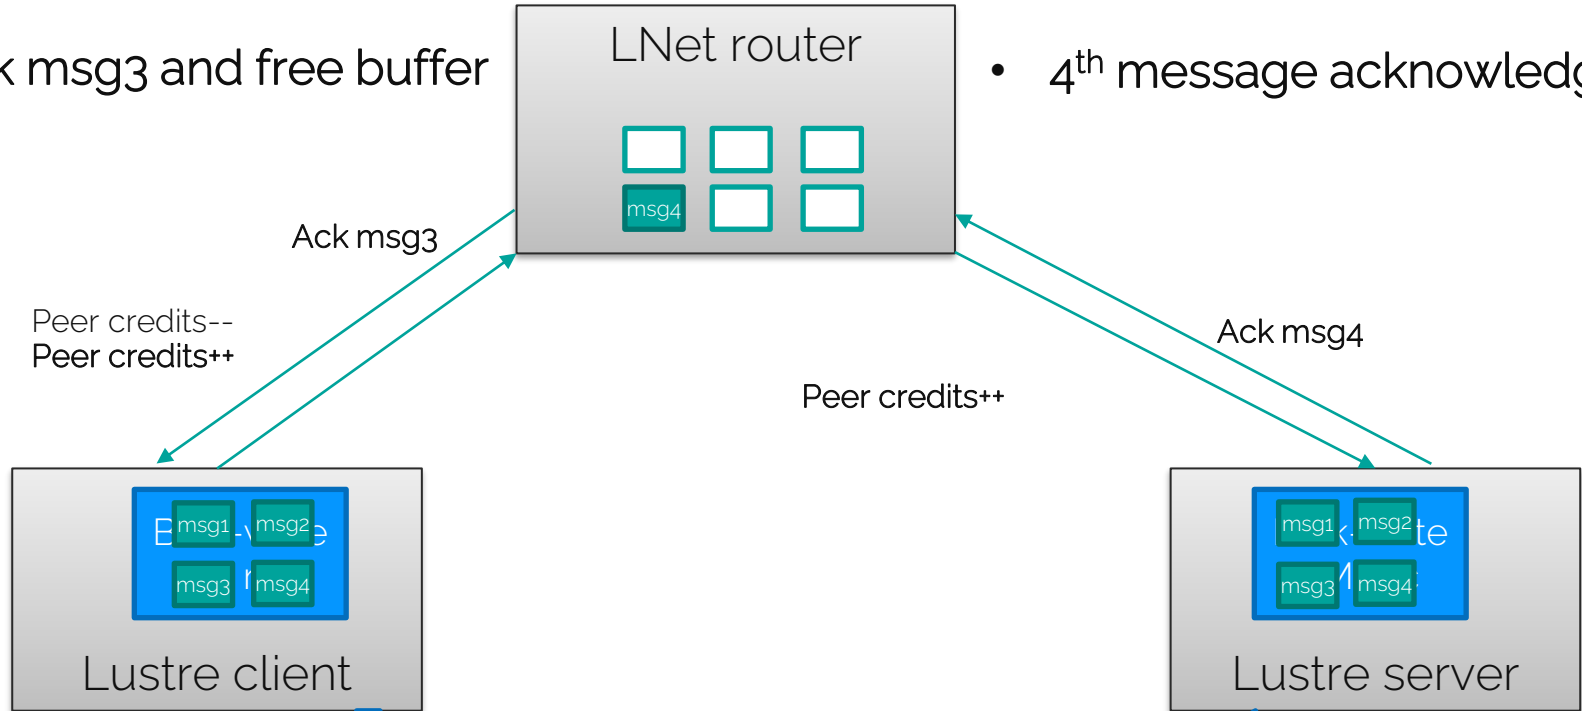 LNet router
k msg3 and free buffer
• 4th message acknowledg
msg4
Ack msg3
Peer credits--
Peer credits++
Ack msg4
Peer credits++
msg1 msg2
msg3 msg4
Lustre client
msg1 msg2
msg3 msg4
Lustre server